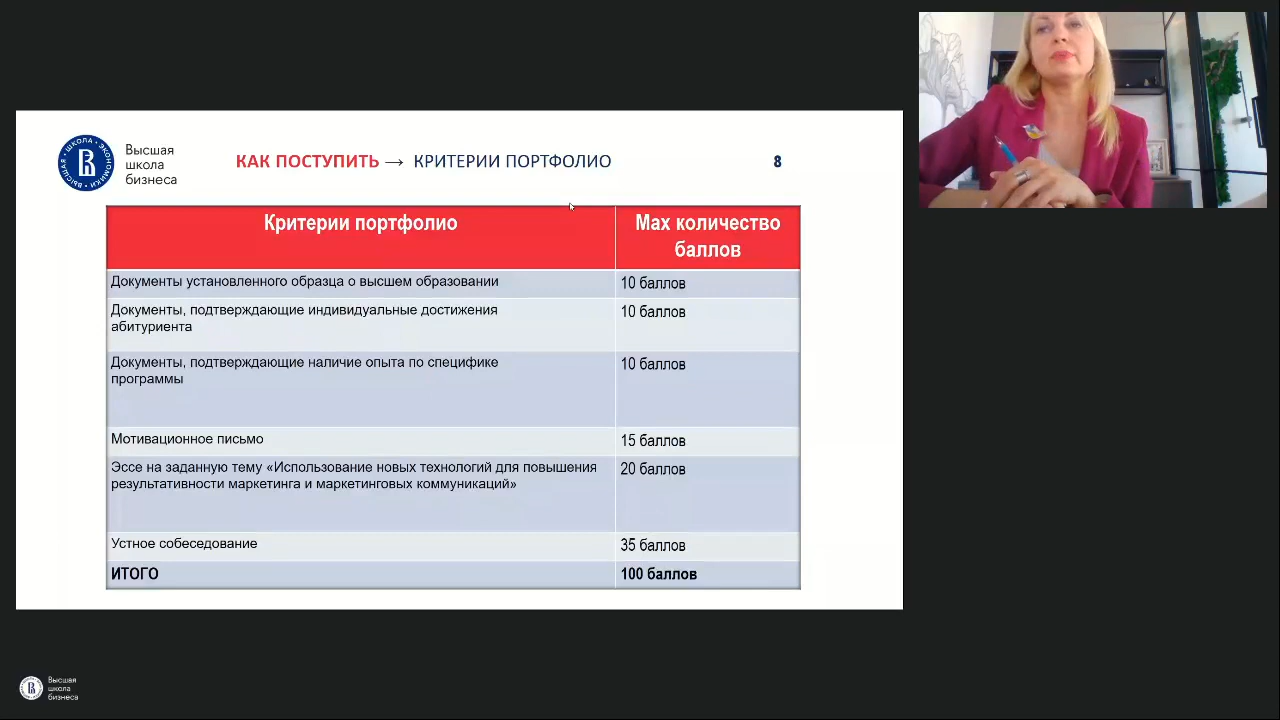 Высшая
школа
бизнеса
КАК ПОСТУПИТЬ → КРИТЕРИИ ПОРТФОЛИО
8
Критерии портфолио
Мах количество
баллов
Документы установленного образца о высшем образовании
10 баллов
Документы, подтверждающие индивидуальные достижения
абитуриента
10 баллов
Документы, подтверждающие наличие опыта по специфике
программы
10 баллов
Мотивационное письмо
15 баллов
Эссе на заданную тему «Использование новых технологий для повышения
результативности маркетинга и маркетинговых коммуникаций»
20 баллов
Устное собеседование
35 баллов
ИТОГО
100 баллов
Высшая
школа
бизнеса